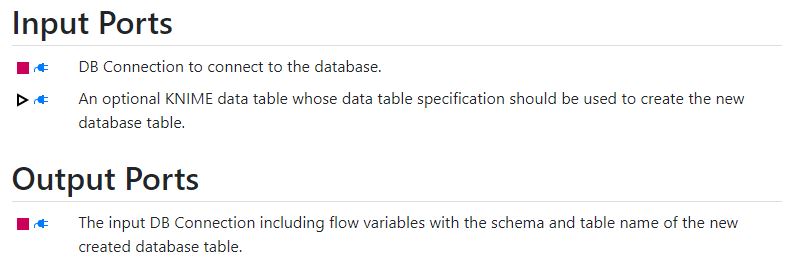 Input Ports
DB Connection to connect to the database.
An optional KNIME data table whose data table specification should be used to create the new
database table.
Output Ports
The input DB Connection including flow variables with the schema and table name of the new
created database table.